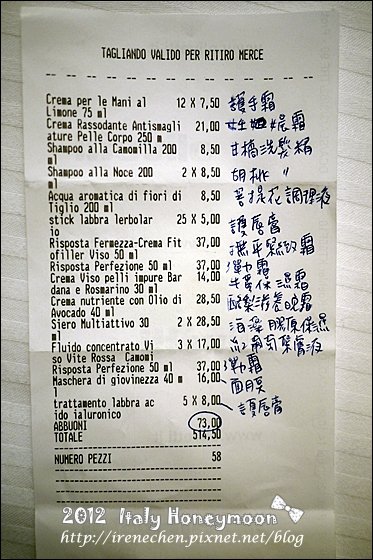 TAGLIANDO VALIDO PER RITIRO MERCE
Crema per le Mani al 12 X 7,50 護手霜
Limone 75 ml
Crema Rassodante Antismagli 21,00 妊娠霜
ature Pelle Corpo 250 m
Shampoo alla Camomilla 200 8,50 甘橘洗髮精
ml
Shampoo alla Noce 200 2 X 8,50 胡桃 〃
ml
Acqua aromatica di fiori di 8,50 菩提花調理液
Tiglio 200 ml
stick labbra lerbolar 25 X 5,00 護唇膏
io
Risposta Fermezza-Crema Fit 37,00 撫平緊緻霜
ofiller Viso 50 ml
Risposta Perfezione 50 ml 37,00 彈力霜
Crema Viso pelli impure Bar 14,00 牛蒡保濕霜
dana e Rosmarino 30 ml
Crema nutriente con Olio di 28,50 酪梨滋養晚霜
Avocado 40 ml
Siero Multiattivo 30 2 X 28,50 海藻膠原保濕
ml
Fluido concentrato Vi 3 X 17,00 紅葡萄緊膚液
so Vite Rossa Camomi
Risposta Perfezione 50 ml 37,00 彈力霜
Maschera di giovinezza 40 m 16,00 面膜
l
trattamento labbra ac 5 X 8,00 護唇膏
ido ialuronico
ABBUONI 73,00
TOTALE 514,50
NUMERO PEZZI 58
2012 Italy Honeymoon
http://irenechen.pixnet.net/blog